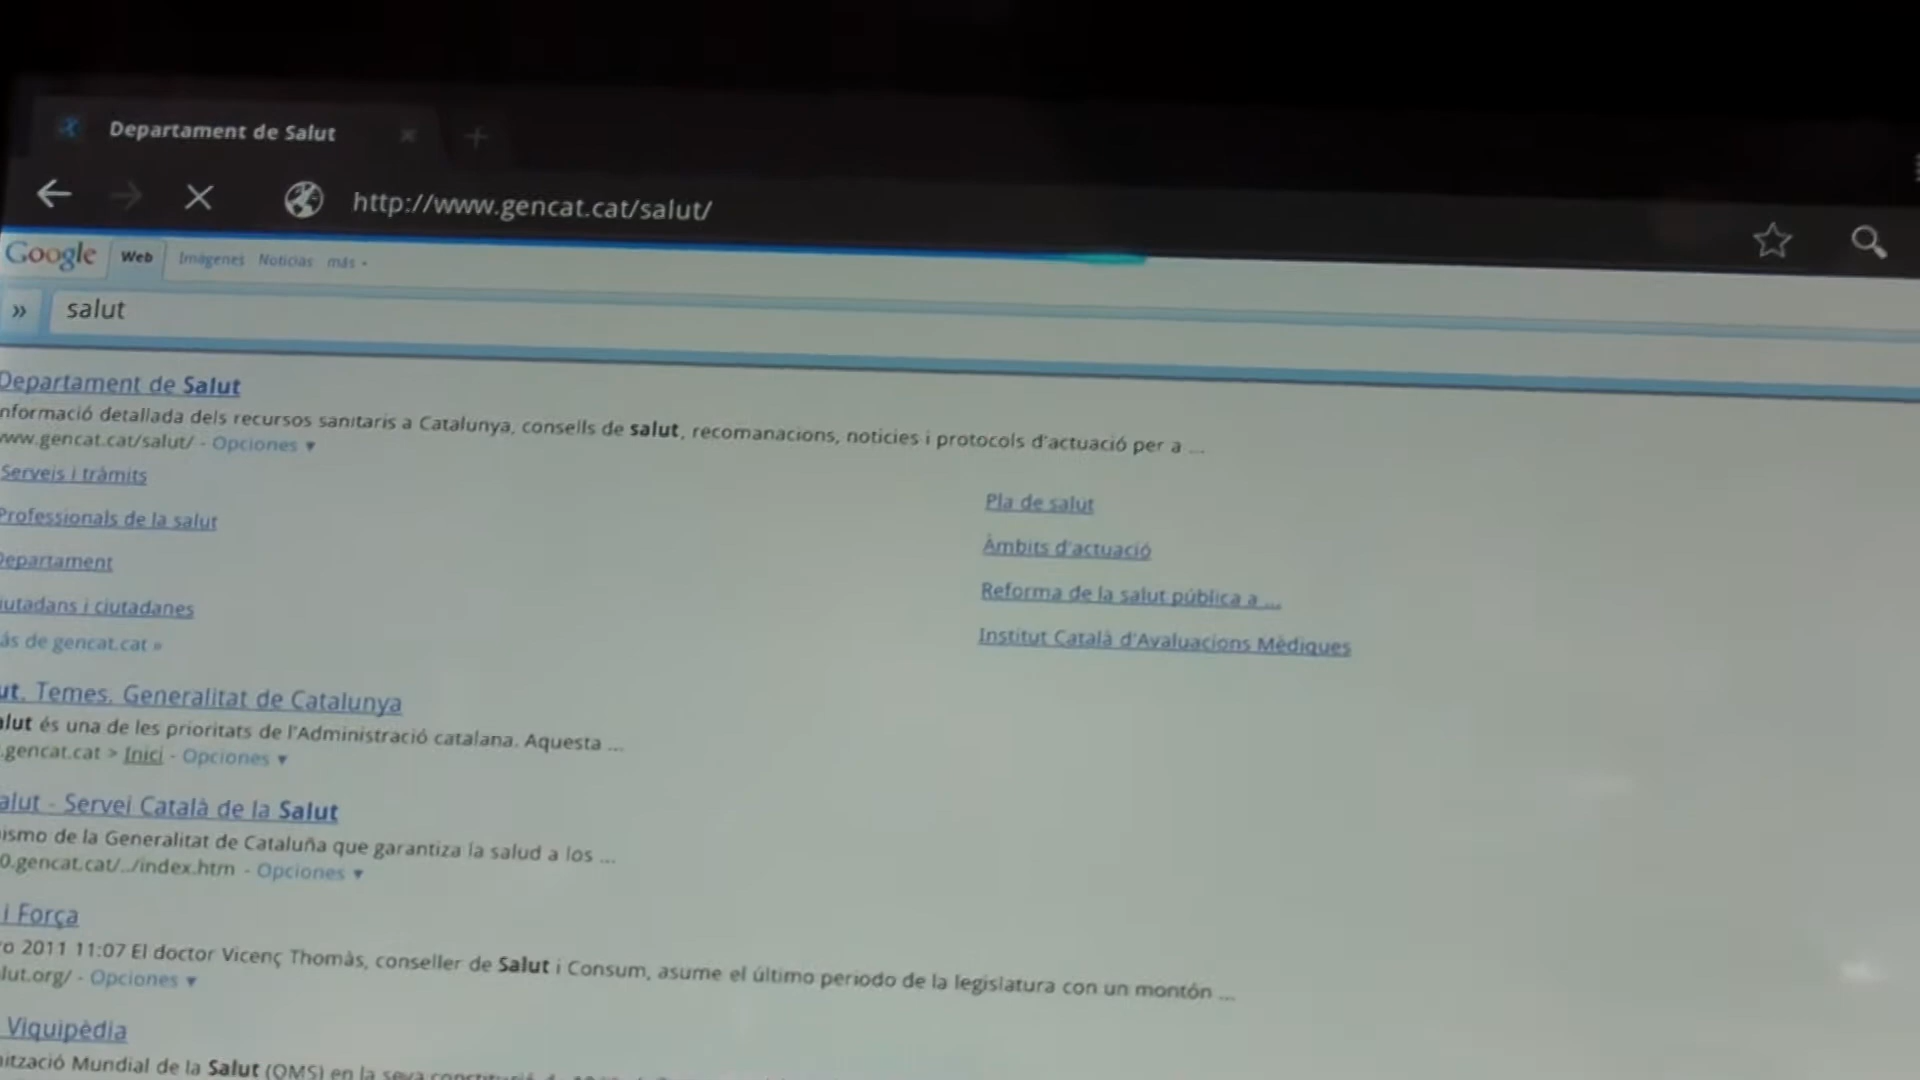 Departament de Salut
http://www.gencat.cat/salut/
Google Web Imágenes Noticias más
» salut
Departament de Salut
nformació detallada dels recursos sanitaris a Catalunya, consells de salut, recomanacions, noticies i protocols d'actuació per a ...
www.gencat.cat/salut/ - Opciones ▼
Serveis i tràmits
Professionals de la salut
Departament
iutadans i ciutadanes
ás de gencat.cat »
Pla de salut
Àmbits d'actuació
Reforma de la salut pública a ...
Institut Català d'Avaluacions Mèdiques
ut. Temes. Generalitat de Catalunya
alut és una de les prioritats de l'Administració catalana. Aquesta ...
.gencat.cat > Inici - Opciones ▼
alut - Servei Català de la Salut
ismo de la Generalitat de Cataluña que garantiza la salud a los ...
0.gencat.cat/../index.htm - Opciones ▼
i Força
ro 2011 11:07 El doctor Vicenç Thomàs, conseller de Salut i Consum, asume el último periodo de la legislatura con un montón ...
lut.org/ - Opciones ▼
Viquipèdia
nització Mundial de la Salut (OMS) en la seva